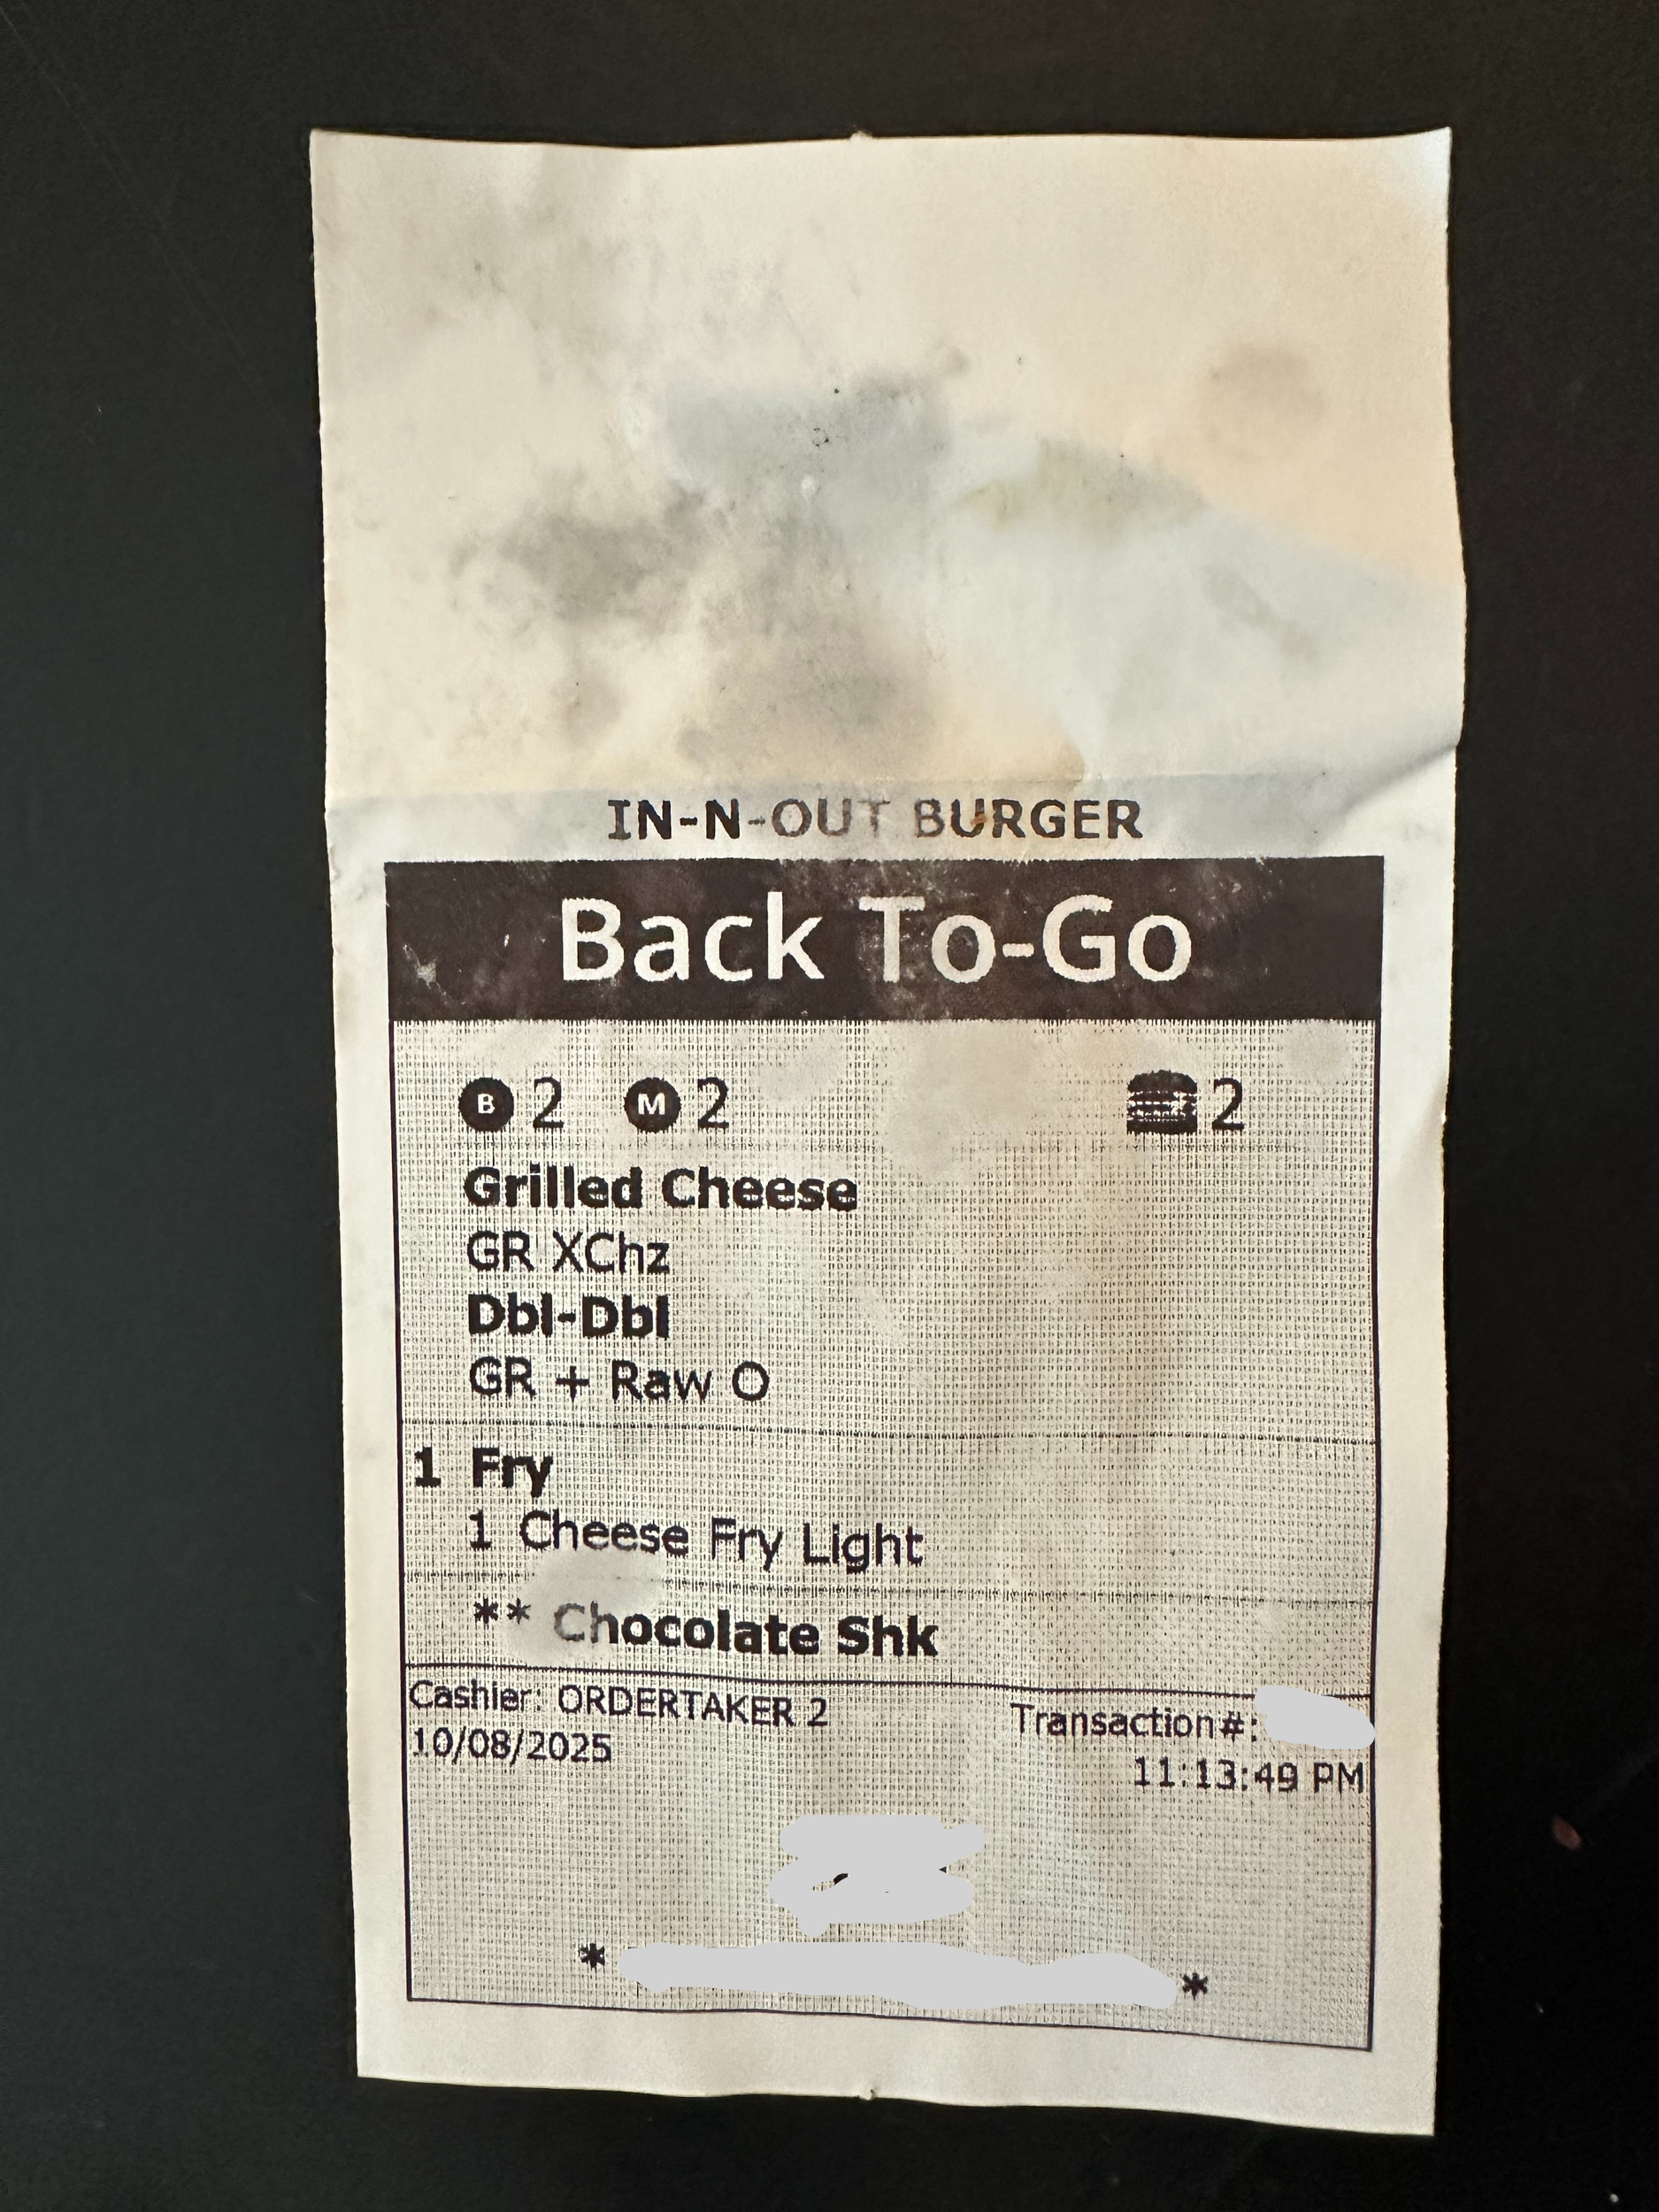 IN-N-OUT BURGER
Back To-Go
B 2 M 2 2
Grilled Cheese
GR XChz
Dbl-Dbl
GR + Raw O
1 Fry
1 Cheese Fry Light
** Chocolate Shk
Cashier: ORDERTAKER 2 Transaction#:
10/08/2025 11:13:49 PM
* *